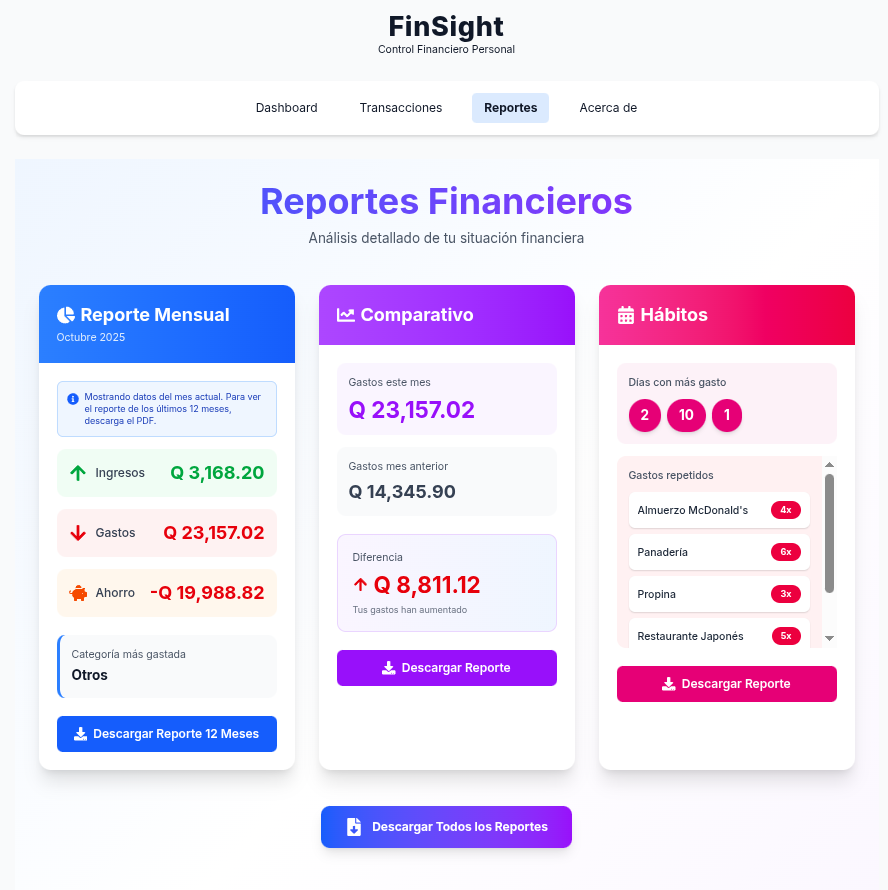 FinSight
Control Financiero Personal
Dashboard
Transacciones
Reportes
Acerca de
Reportes Financieros
Análisis detallado de tu situación financiera
Reporte Mensual
Octubre 2025
Mostrando datos del mes actual. Para ver
el reporte de los últimos 12 meses,
descarga el PDF.
Ingresos
Q 3,168.20
Gastos
Q 23,157.02
Ahorro
-Q 19,988.82
Categoría más gastada
Otros
Descargar Reporte 12 Meses
Comparativo
Gastos este mes
Q 23,157.02
Gastos mes anterior
Q 14,345.90
Diferencia
Q 8,811.12
Tus gastos han aumentado
Descargar Reporte
Hábitos
Días con más gasto
2
10
1
Gastos repetidos
Almuerzo McDonald's
4x
Panadería
6x
Propina
3x
Restaurante Japonés
5x
Descargar Reporte
Descargar Todos los Reportes